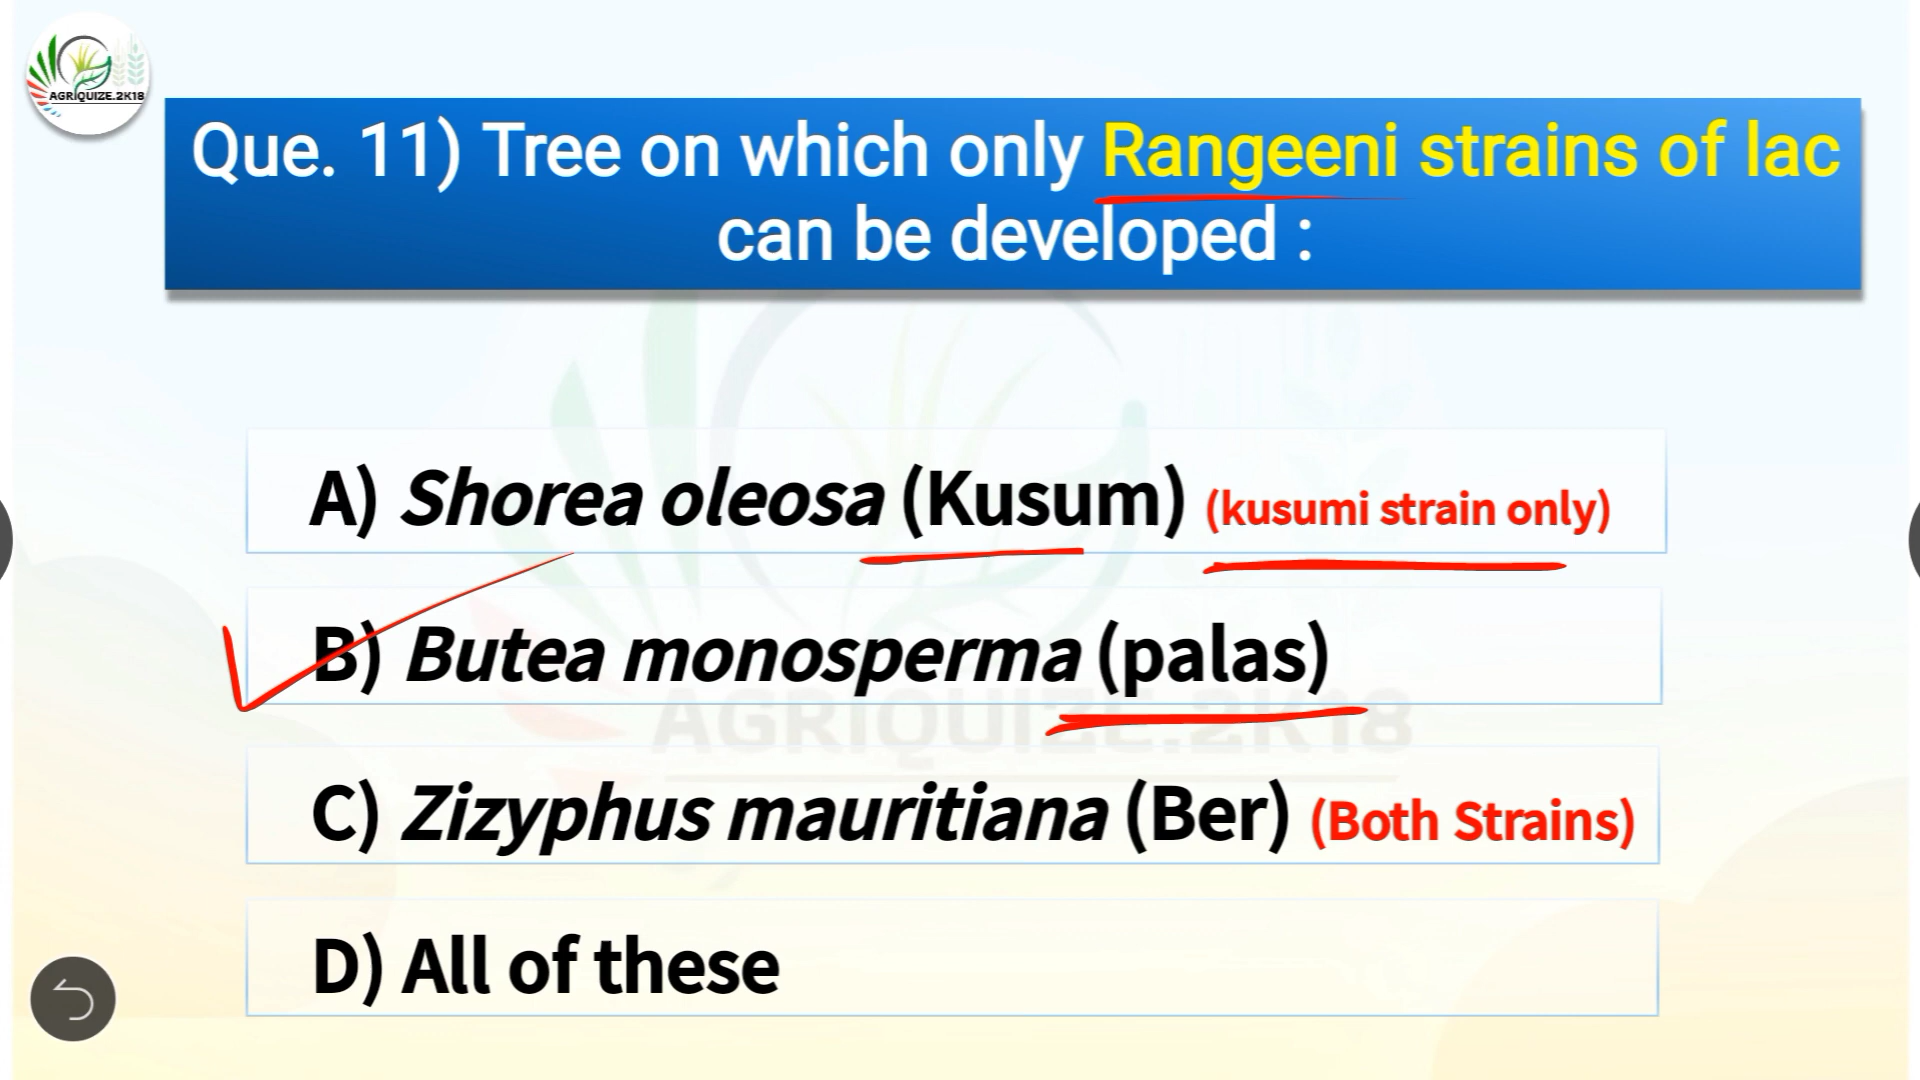 AGRIQUIZE.2K18
Que. 11) Tree on which only Rangeeni strains of lac
can be developed :
A) Shorea oleosa (Kusum) (kusumi strain only)
B) Butea monosperma (palas)
AGRIQUIZE.2K18
C) Zizyphus mauritiana (Ber) (Both Strains)
D) All of these